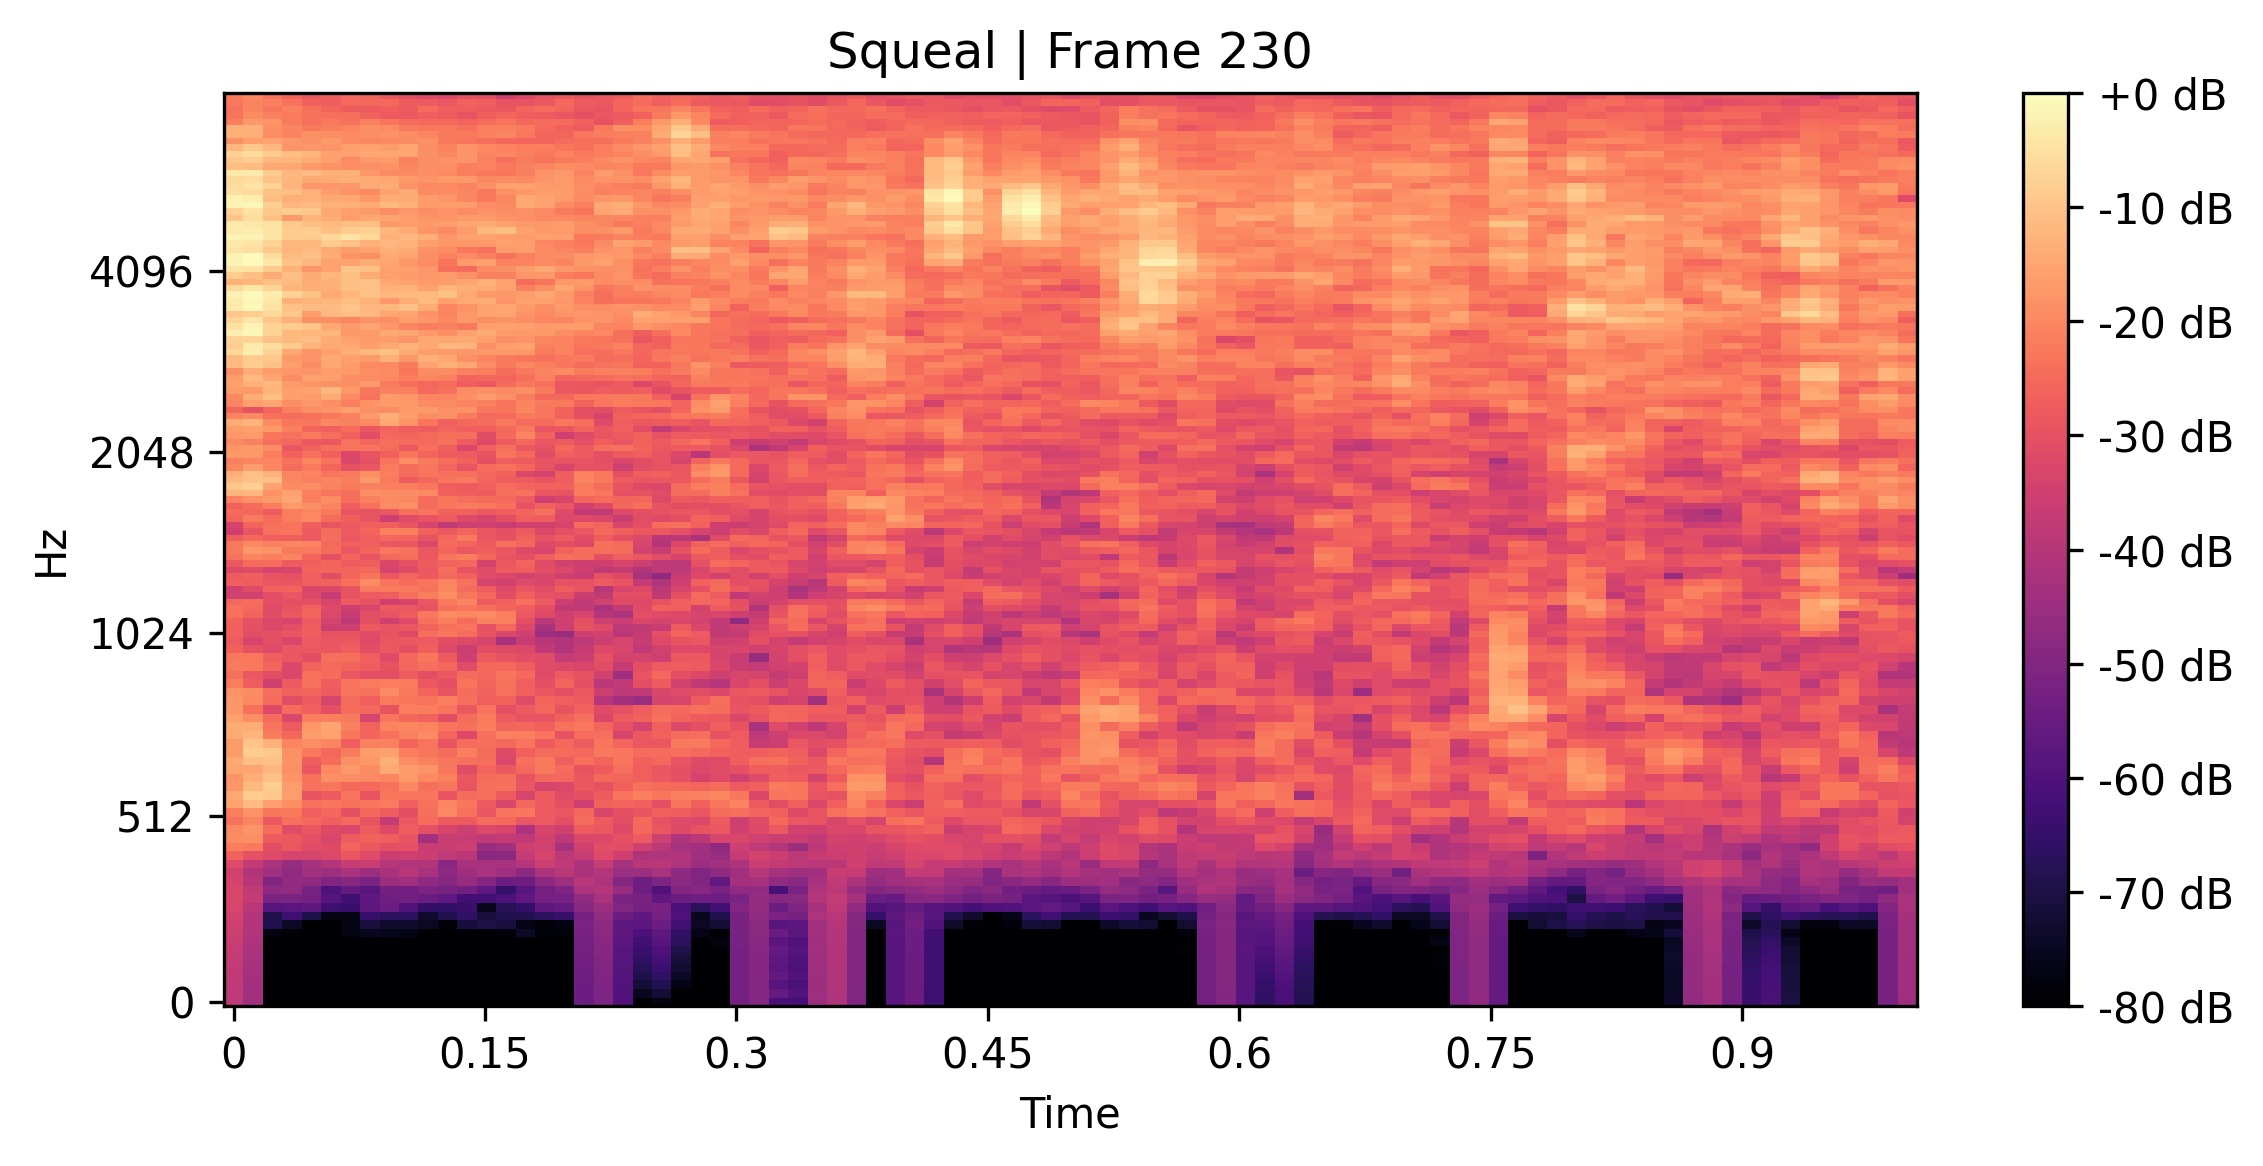 Squeal | Frame 230
+0 dB
-10 dB
-20 dB
-30 dB
-40 dB
-50 dB
-60 dB
-70 dB
-80 dB
4096
2048
1024
512
0
Hz
0 0.15 0.3 0.45 0.6 0.75 0.9
Time